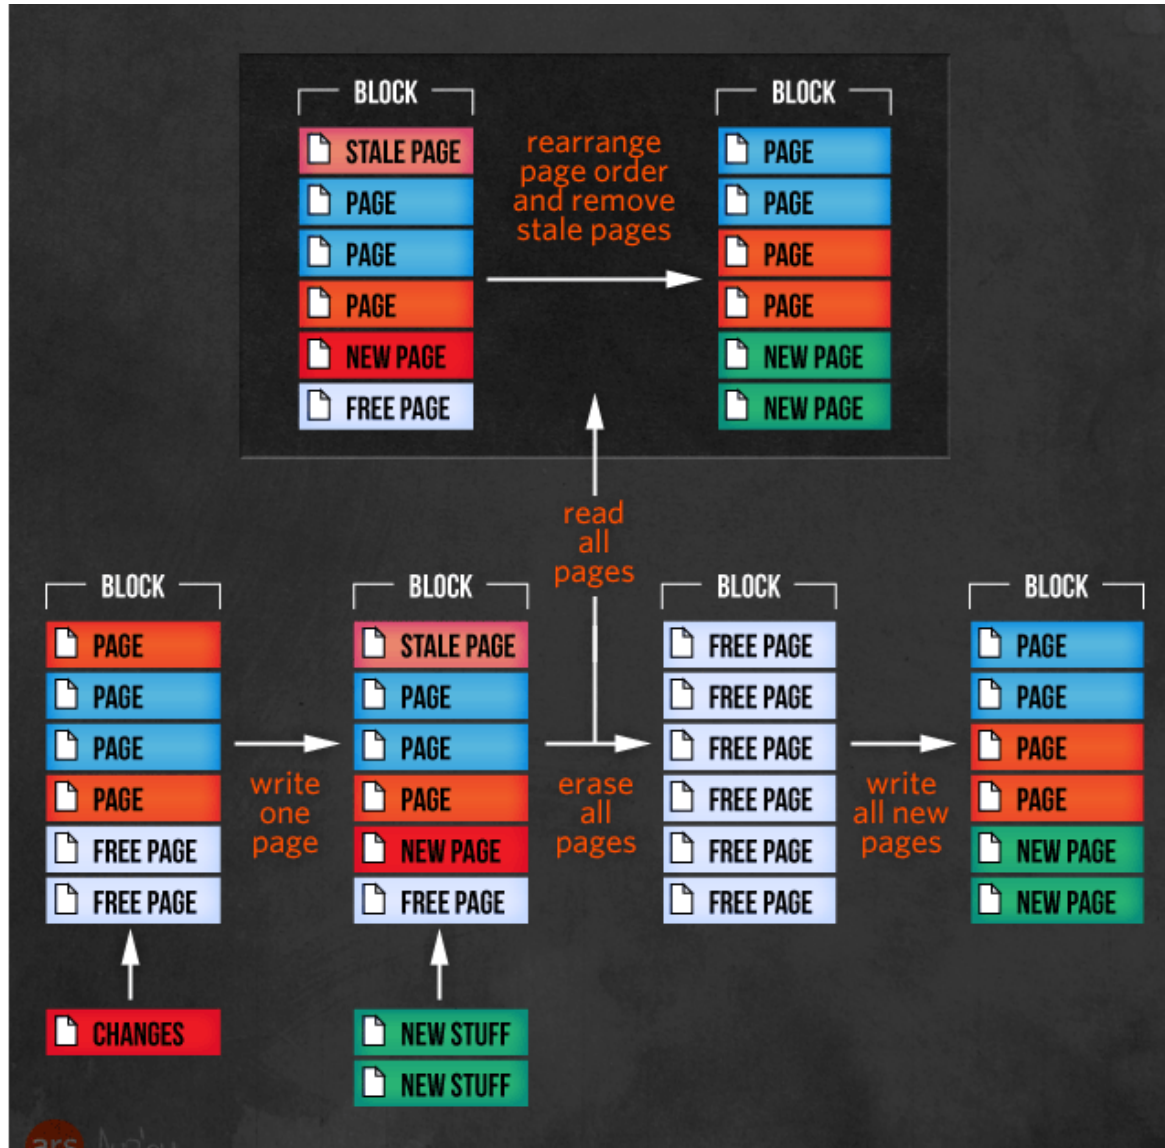 BLOCK
STALE PAGE
PAGE
PAGE
PAGE
NEW PAGE
FREE PAGE
rearrange
page order
and remove
stale pages
BLOCK
PAGE
PAGE
PAGE
PAGE
NEW PAGE
NEW PAGE
read
all
pages
BLOCK
PAGE
PAGE
PAGE
PAGE
FREE PAGE
FREE PAGE
CHANGES
write
one
page
BLOCK
STALE PAGE
PAGE
PAGE
PAGE
NEW PAGE
FREE PAGE
NEW STUFF
NEW STUFF
erase
all
pages
BLOCK
FREE PAGE
FREE PAGE
FREE PAGE
FREE PAGE
FREE PAGE
FREE PAGE
write
all new
pages
BLOCK
PAGE
PAGE
PAGE
PAGE
NEW PAGE
NEW PAGE
ars